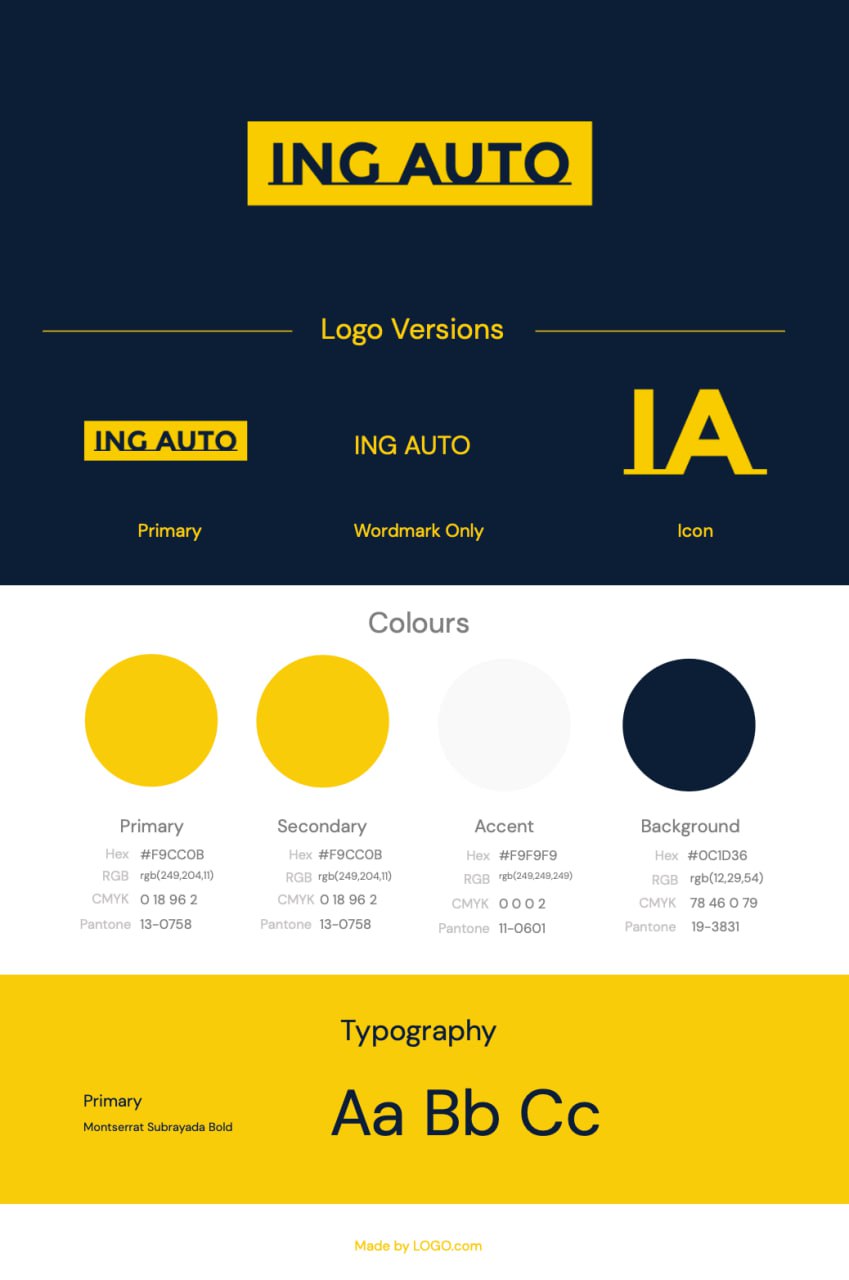 ING AUTO
Logo Versions
ING AUTO
ING AUTO
IA
Primary
Wordmark Only
Icon
Colours
Primary
Hex #F9CC0B
RGB rgb(249,204,11)
CMYK 0 18 96 2
Pantone 13-0758
Secondary
Hex #F9CC0B
RGB rgb(249,204,11)
CMYK 0 18 96 2
Pantone 13-0758
Accent
Hex #F9F9F9
RGB rgb(249,249,249)
CMYK 0 0 0 2
Pantone 11-0601
Background
Hex #0C1D36
RGB rgb(12,29,54)
CMYK 78 46 0 79
Pantone 19-3831
Typography
Primary
Montserrat Subrayada Bold
Aa Bb Cc
Made by LOGO.com